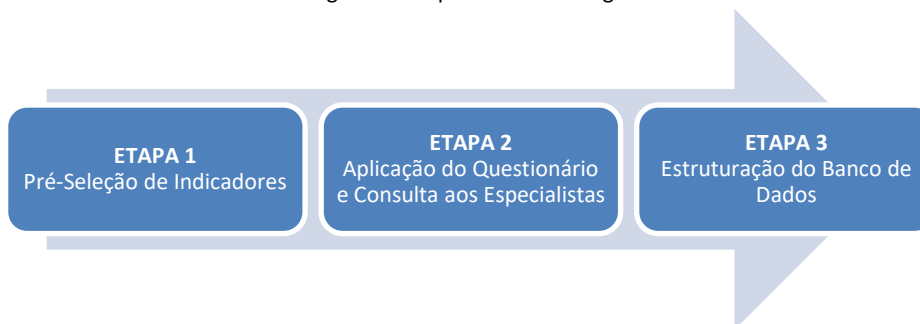 ETAPA 1
Pré-Seleção de Indicadores
ETAPA 2
Aplicação do Questionário
e Consulta aos Especialistas
ETAPA 3
Estruturação do Banco de
Dados